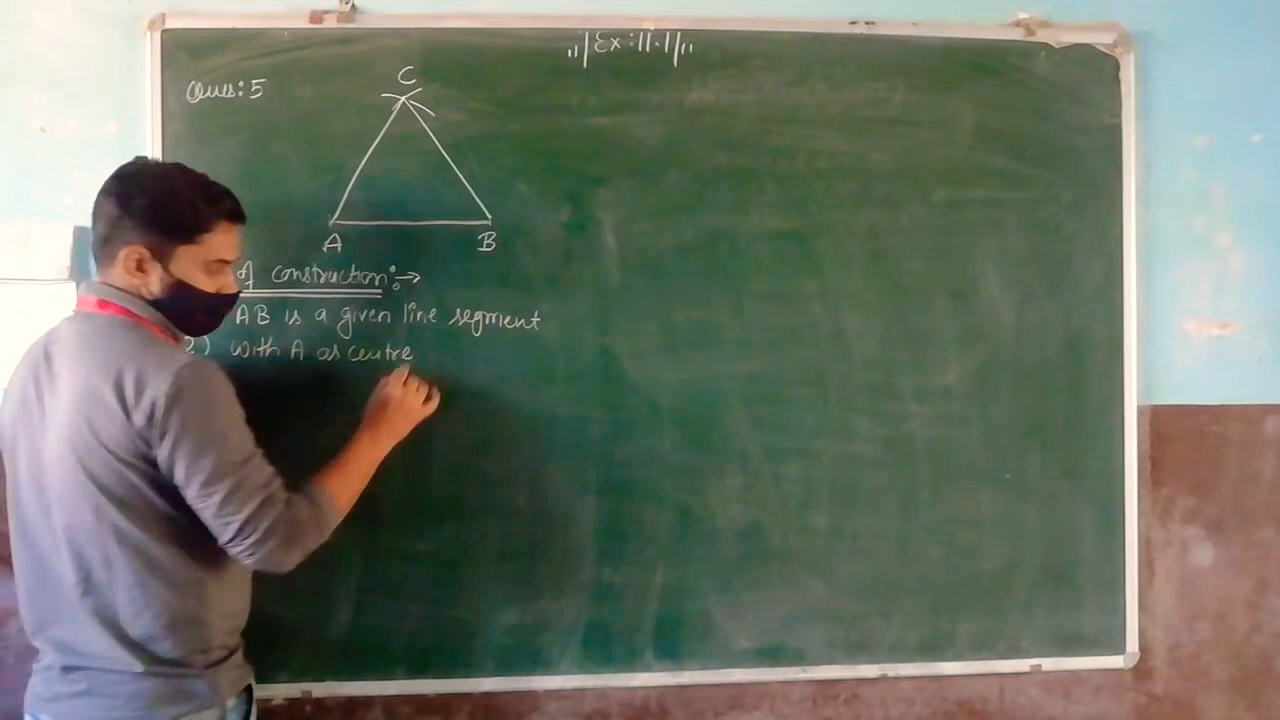 Ex:11.1
Ques:5
C
A B
of construction:→
AB is a given line segment
2) with A as centre